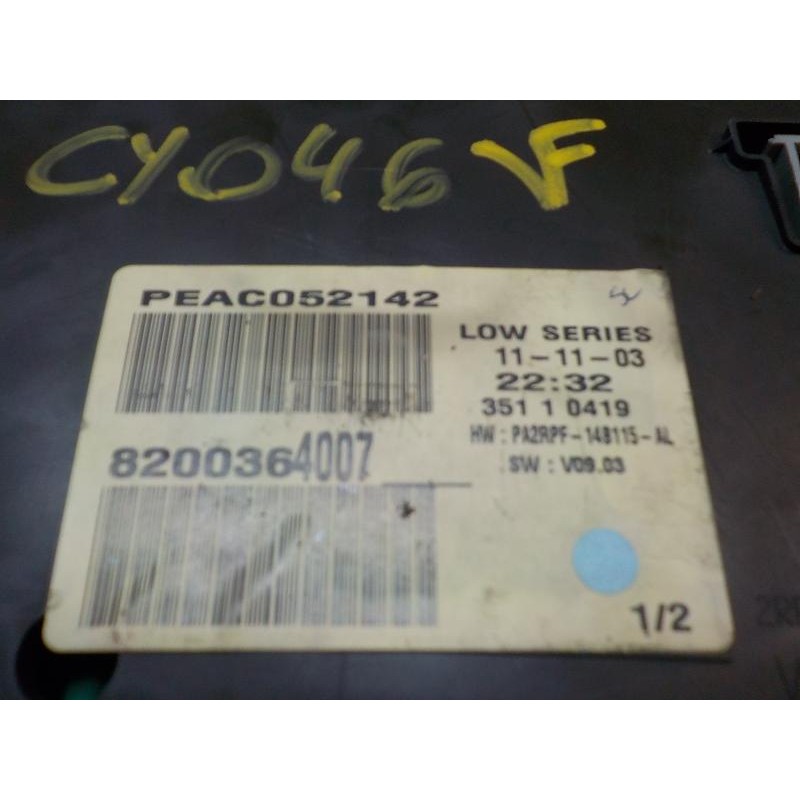 CY046F
PEAC052142
LOW SERIES
11-11-03
22:32
351 1 0419
HW : PA2RPF-14B115-AL
SW : V09.03
8200364007
1/2